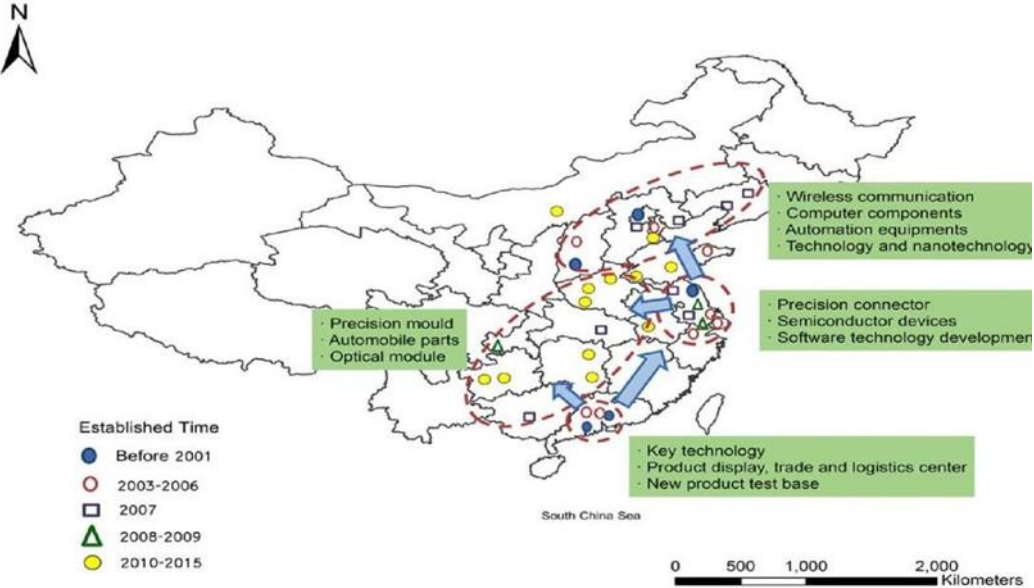 N
· Wireless communication
· Computer components
· Automation equipments
· Technology and nanotechnology
· Precision connector
· Semiconductor devices
· Software technology developmen
· Precision mould
· Automobile parts
· Optical module
Established Time
Before 2001
2003-2006
2007
2008-2009
2010-2015
· Key technology
· Product display, trade and logistics center
· New product test base
South China Sea
0 500 1,000 2,000
Kilometers